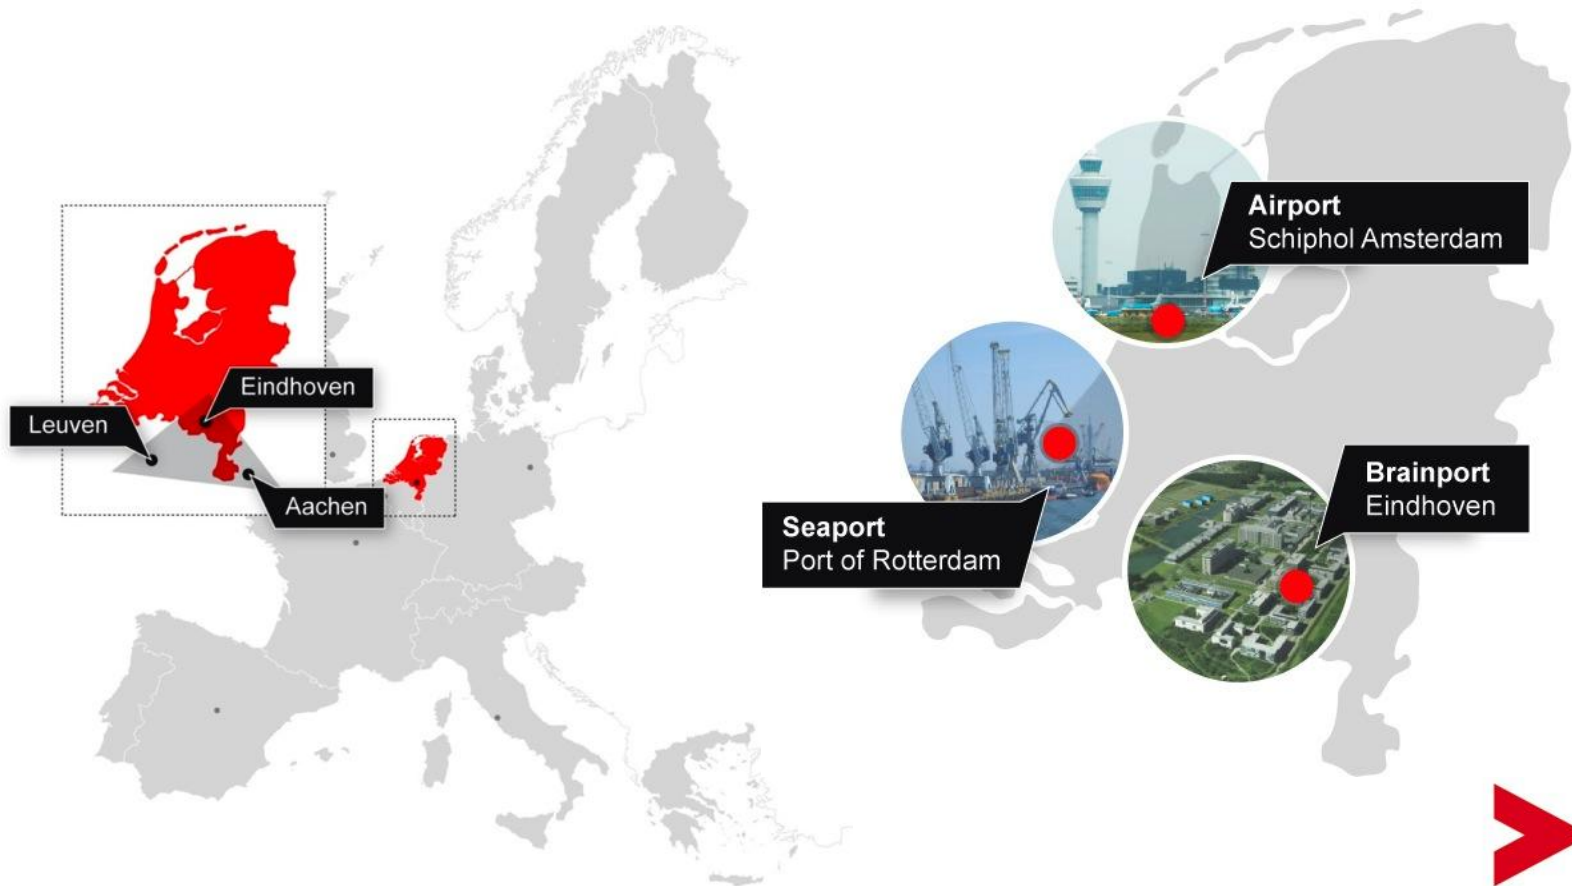 Eindhoven
Leuven
Aachen
Airport
Schiphol Amsterdam
Seaport
Port of Rotterdam
Brainport
Eindhoven